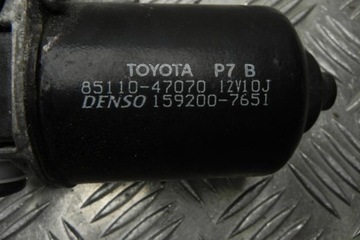 TOYOTA P7 B
85110-47070 12V10J
DENSO 159200-7651